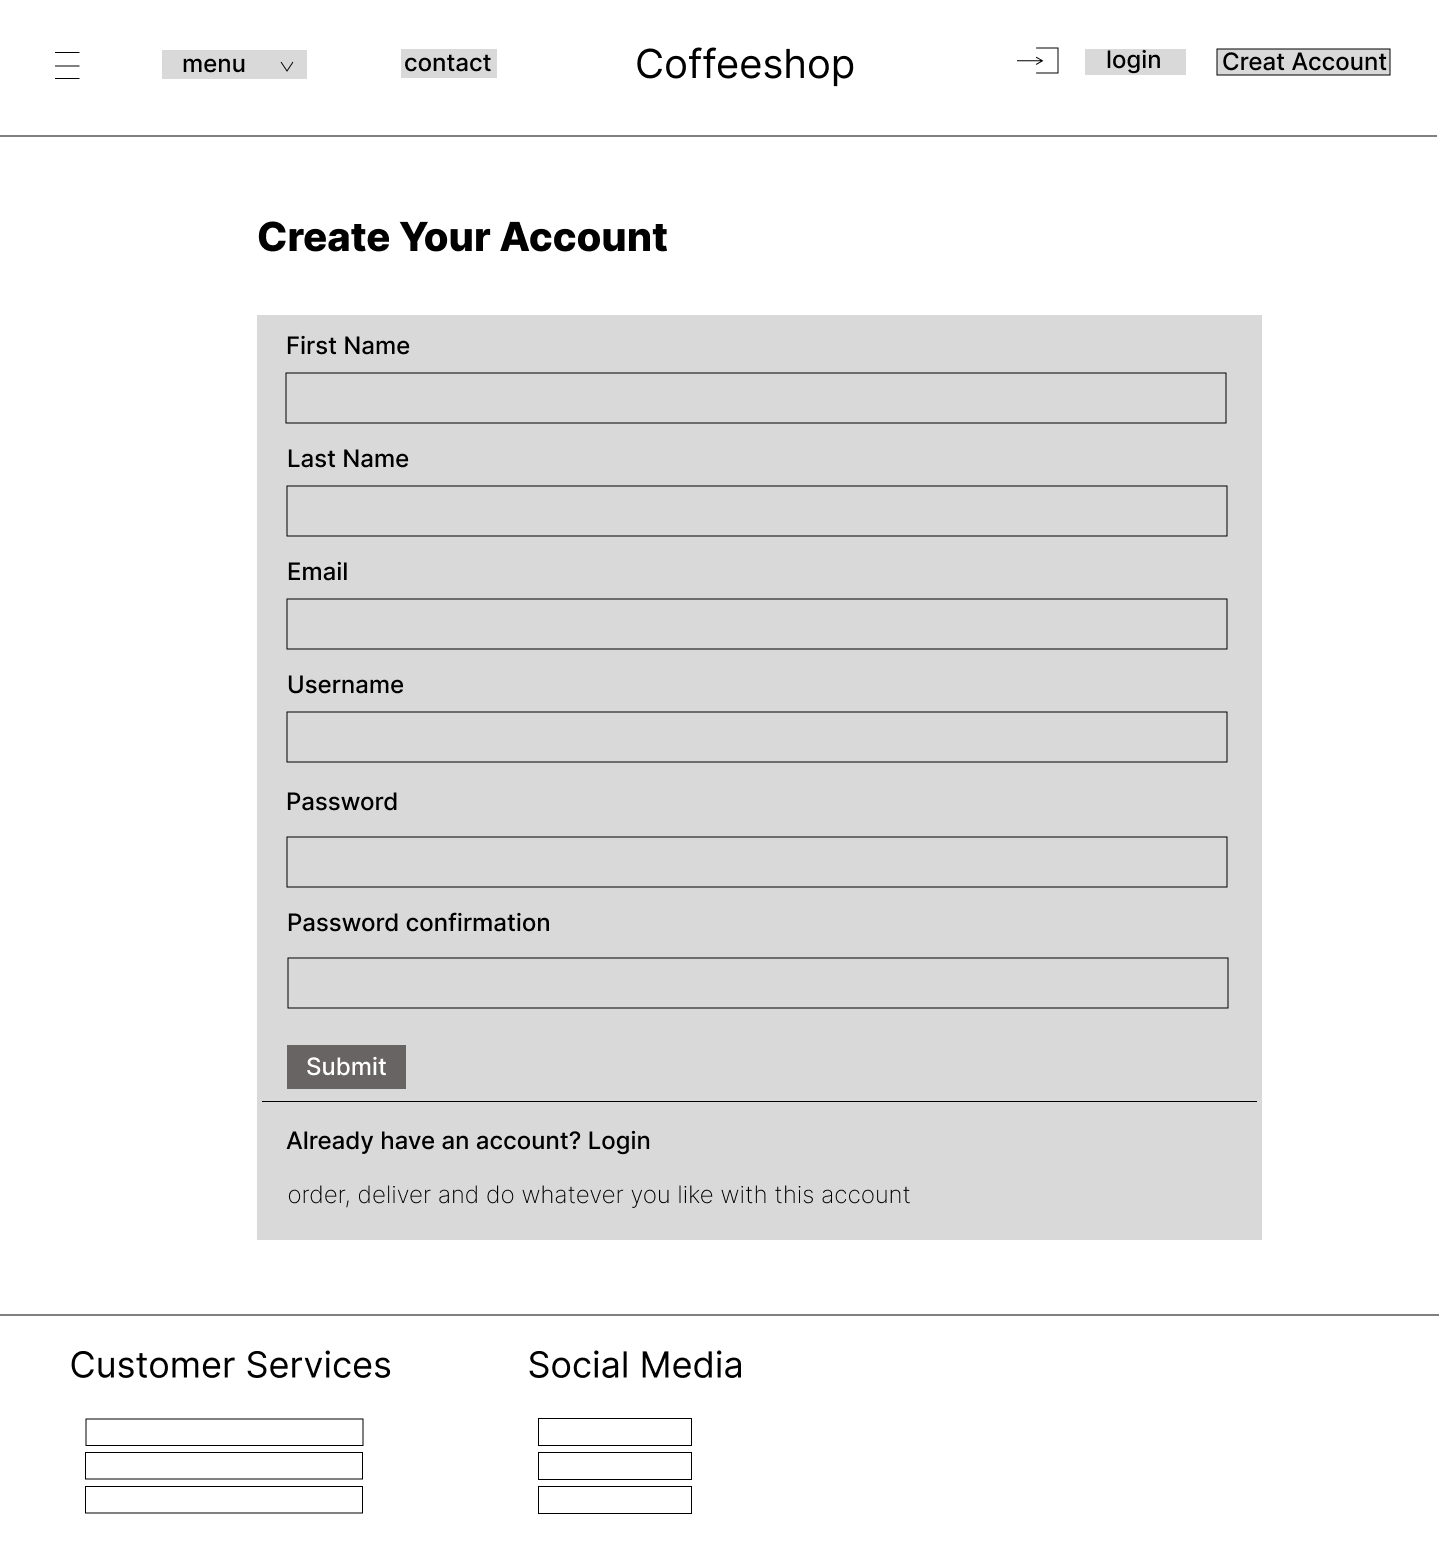 menu
contact
Coffeeshop
login
Creat Account
Create Your Account
First Name
Last Name
Email
Username
Password
Password confirmation
Submit
Already have an account? Login
order, deliver and do whatever you like with this account
Customer Services
Social Media